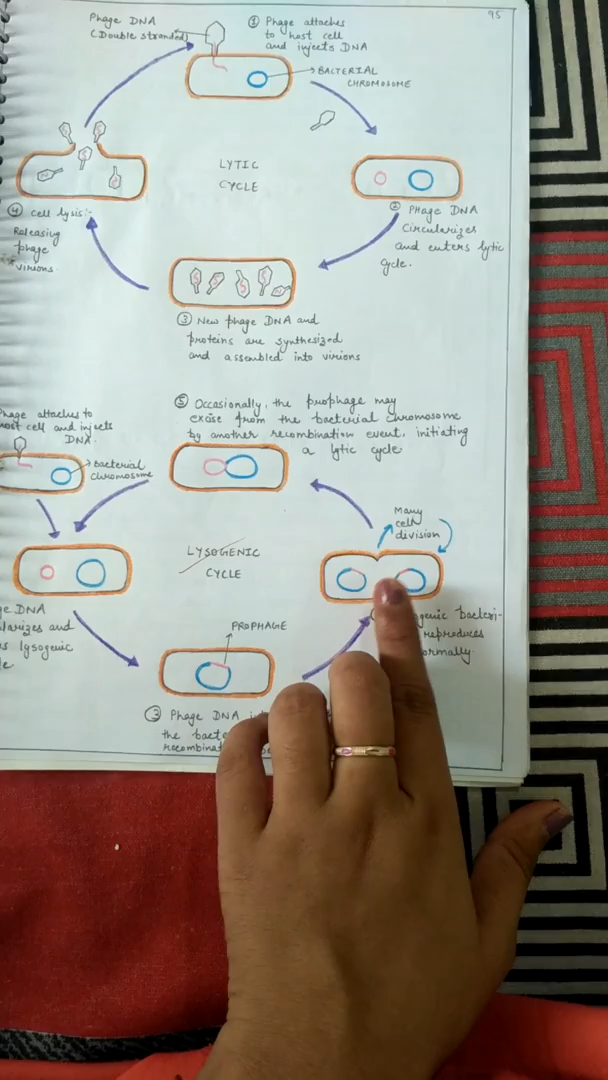 95
Phage DNA
(Double stranded)
① Phage attaches
to host cell
and injects DNA
BACTERIAL
CHROMOSOME
LYTIC
CYCLE
② Phage DNA
Circularizes
and enters lytic
cycle.
③ New phage DNA and
proteins are synthesized
and assembled into virions
④ Cell lysis:-
Releasing
phage
virions
⑤ Occasionally, the prophage may
excise from the bacterial chromosome
by another recombination event, initiating
a lytic cycle
Phage attaches to
host cell and injects
DNA.
Bacterial
chromosome
Many
cell
division
LYSOGENIC
CYCLE
DNA
and
lysogenic
PROPHAGE
reproduces
③ Phage DNA
the